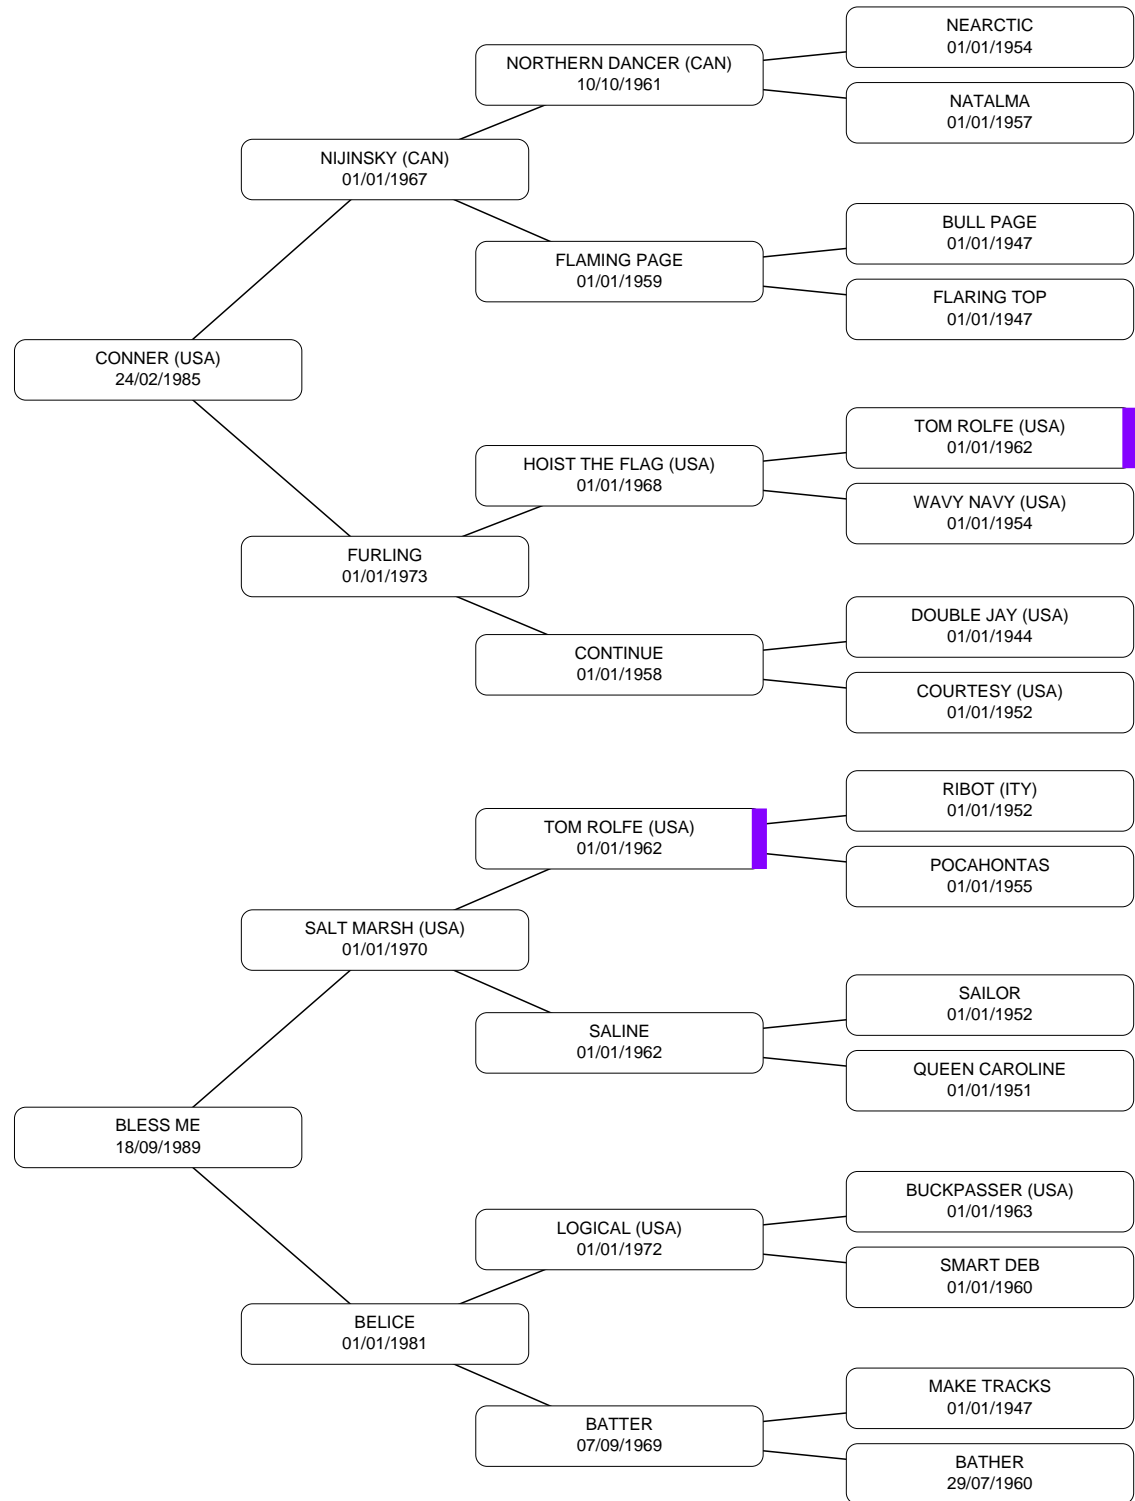 NEARCTIC
01/01/1954
NORTHERN DANCER (CAN)
10/10/1961
NATALMA
01/01/1957
NIJINSKY (CAN)
01/01/1967
BULL PAGE
01/01/1947
FLAMING PAGE
01/01/1959
FLARING TOP
01/01/1947
CONNER (USA)
24/02/1985
TOM ROLFE (USA)
01/01/1962
HOIST THE FLAG (USA)
01/01/1968
WAVY NAVY (USA)
01/01/1954
FURLING
01/01/1973
DOUBLE JAY (USA)
01/01/1944
CONTINUE
01/01/1958
COURTESY (USA)
01/01/1952
RIBOT (ITY)
01/01/1952
TOM ROLFE (USA)
01/01/1962
POCAHONTAS
01/01/1955
SALT MARSH (USA)
01/01/1970
SAILOR
01/01/1952
SALINE
01/01/1962
QUEEN CAROLINE
01/01/1951
BLESS ME
18/09/1989
BUCKPASSER (USA)
01/01/1963
LOGICAL (USA)
01/01/1972
SMART DEB
01/01/1960
BELICE
01/01/1981
MAKE TRACKS
01/01/1947
BATTER
07/09/1969
BATHER
29/07/1960